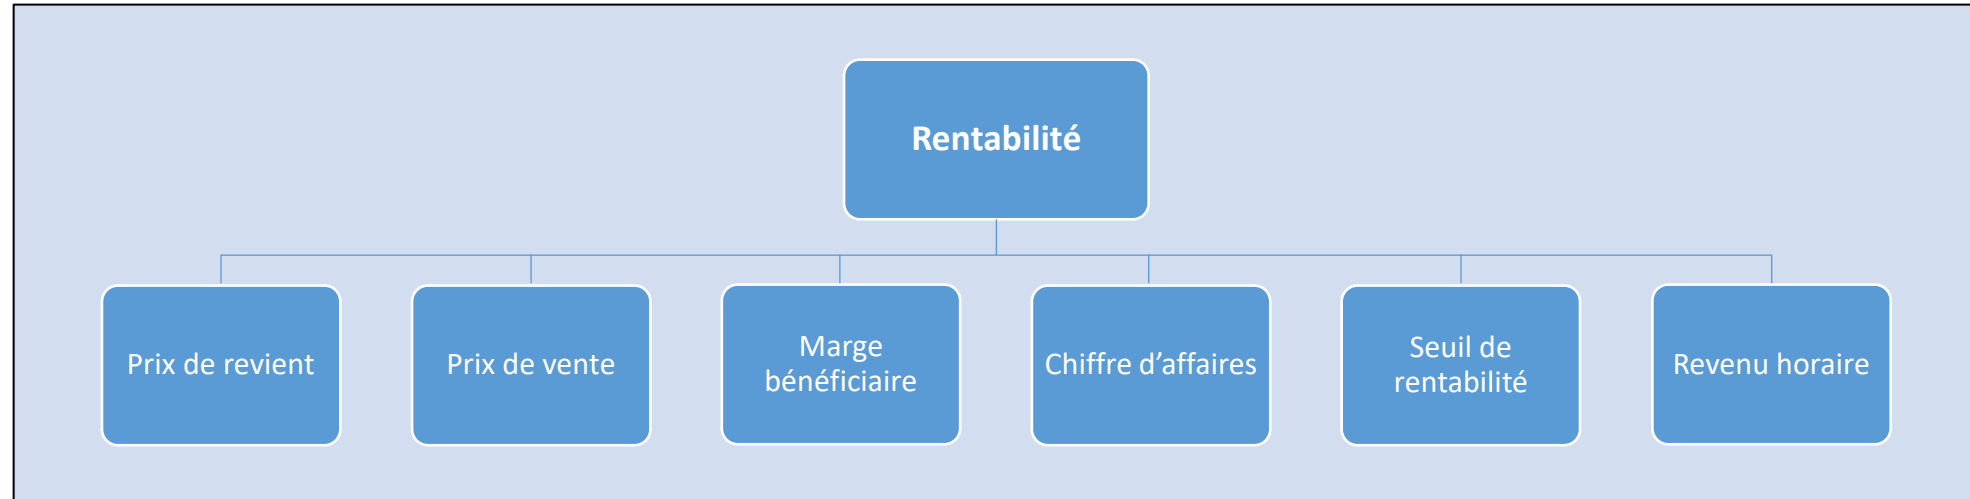 Rentabilité
Prix de revient
Prix de vente
Marge
bénéficiaire
Chiffre d’affaires
Seuil de
rentabilité
Revenu horaire